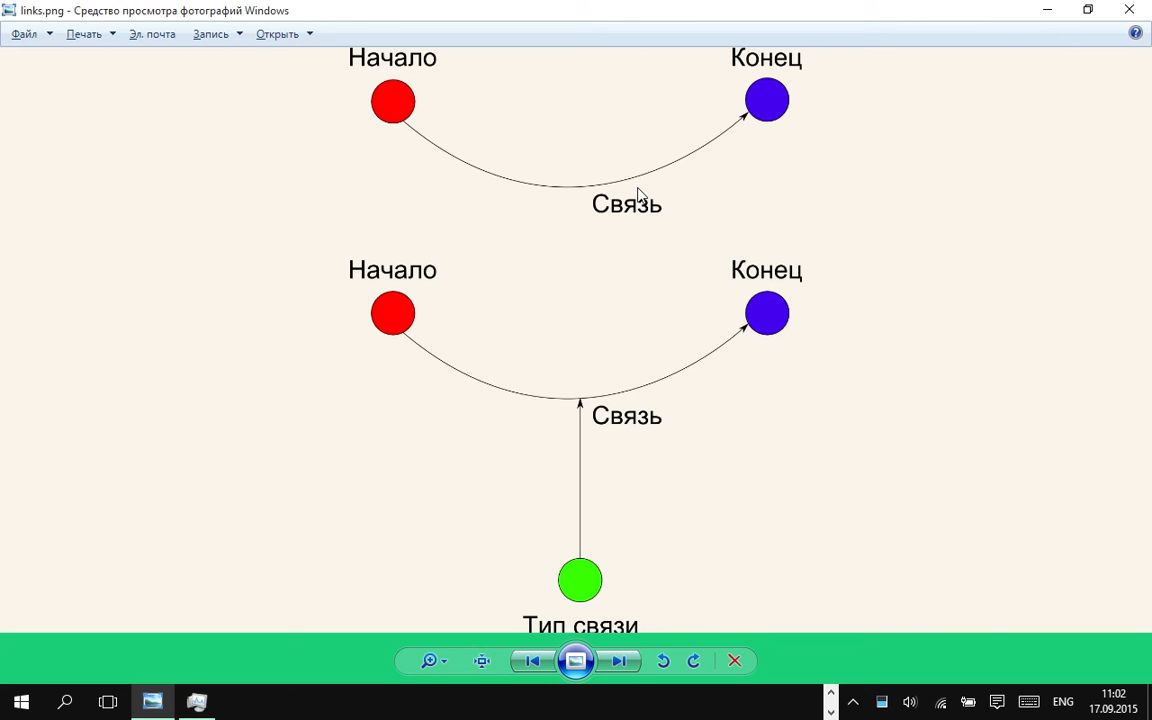 links.png - Средство просмотра фотографий Windows
Файл Печать Эл. почта Запись Открыть
Начало Конец
Связь
Начало Конец
Связь
Тип связи
ENG
11:02
17.09.2015